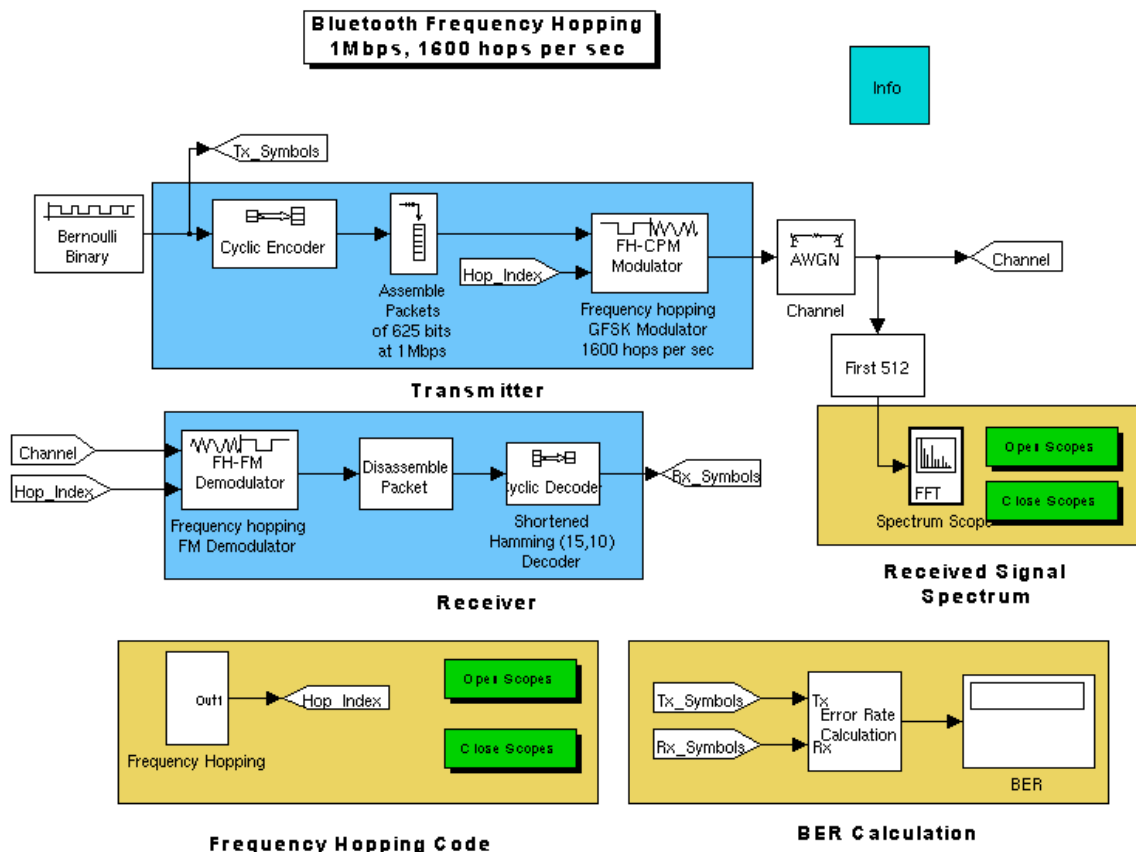 Bluetooth Frequency Hopping
1Mbps, 1600 hops per sec
Info
Tx_Symbols
Bernoulli
Binary
Cyclic Encoder
Assemble
Packets
of 625 bits
at 1Mbps
Hop_Index
FH-CPM
Modulator
Frequency hopping
GFSK Modulator
1600 hops per sec
AWGN
Channel
Channel
First 512
Transmitter
Channel
Hop_Index
FH-FM
Demodulator
Frequency hopping
FM Demodulator
Disassemble
Packet
Cyclic Decoder
Shortened
Hamming (15,10)
Decoder
Rx_Symbols
Receiver
FFT
Spectrum Scope
Open Scopes
Close Scopes
Received Signal
Spectrum
Out1
Frequency Hopping
Hop_Index
Open Scopes
Close Scopes
Frequency Hopping Code
Tx_Symbols
Rx_Symbols
Tx
Error Rate
Calculation
Rx
BER
BER Calculation